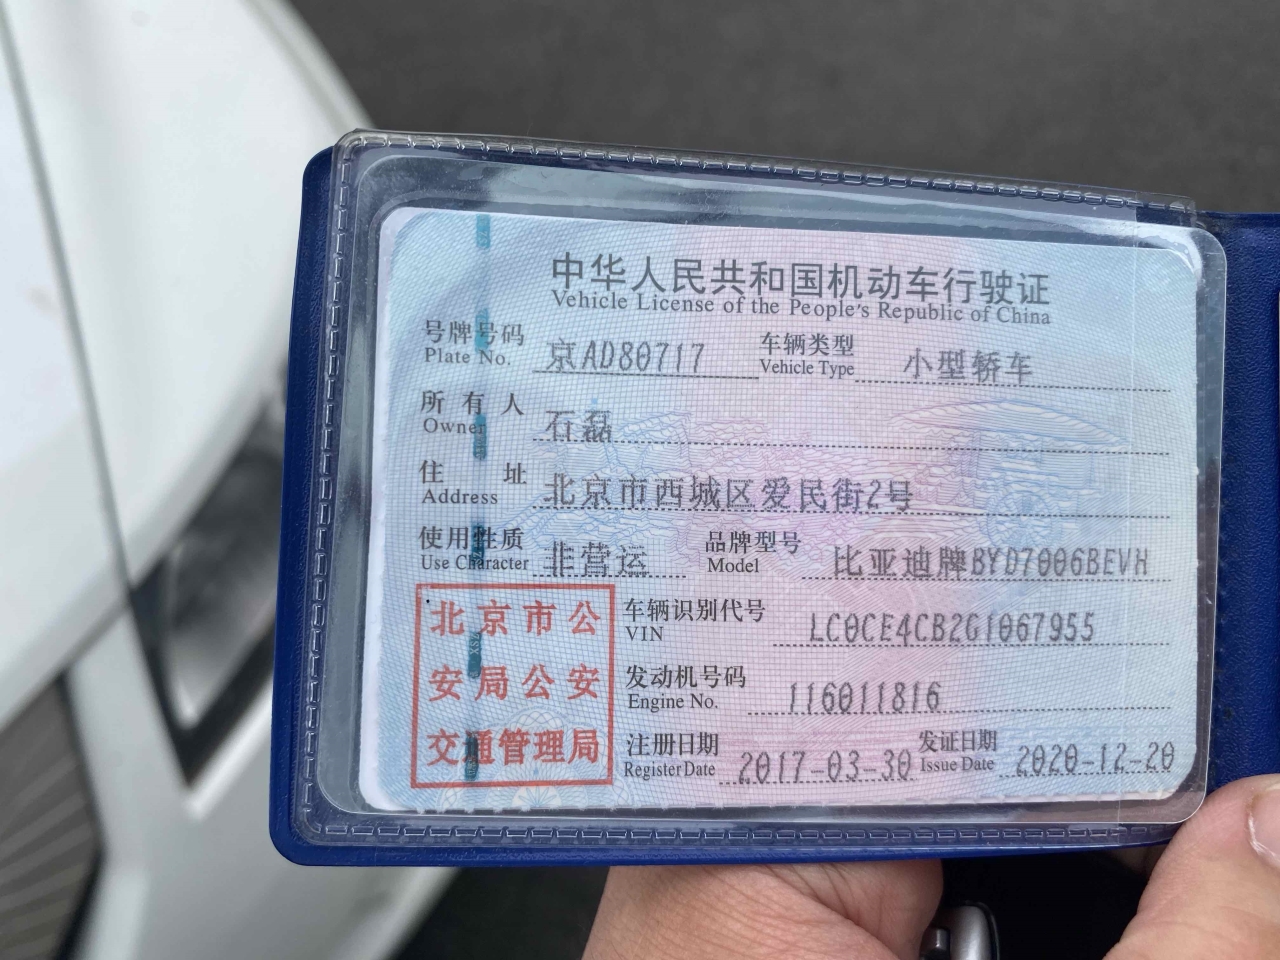 中华人民共和国机动车行驶证
Vehicle License of the People's Republic of China
号牌号码 京AD80717 车辆类型 小型轿车
Plate No. Vehicle Type
所有人 石磊
Owner
住址 北京市西城区爱民街2号
Address
使用性质 非营运 品牌型号 比亚迪牌BYD7006BEVH
Use Character Model
北京市公 车辆识别代号 LC0CE4CB2G1067955
VIN
安局公安 发动机号码 116011816
Engine No.
交通管理局 注册日期 2017-03-30 发证日期 2020-12-20
Register Date Issue Date